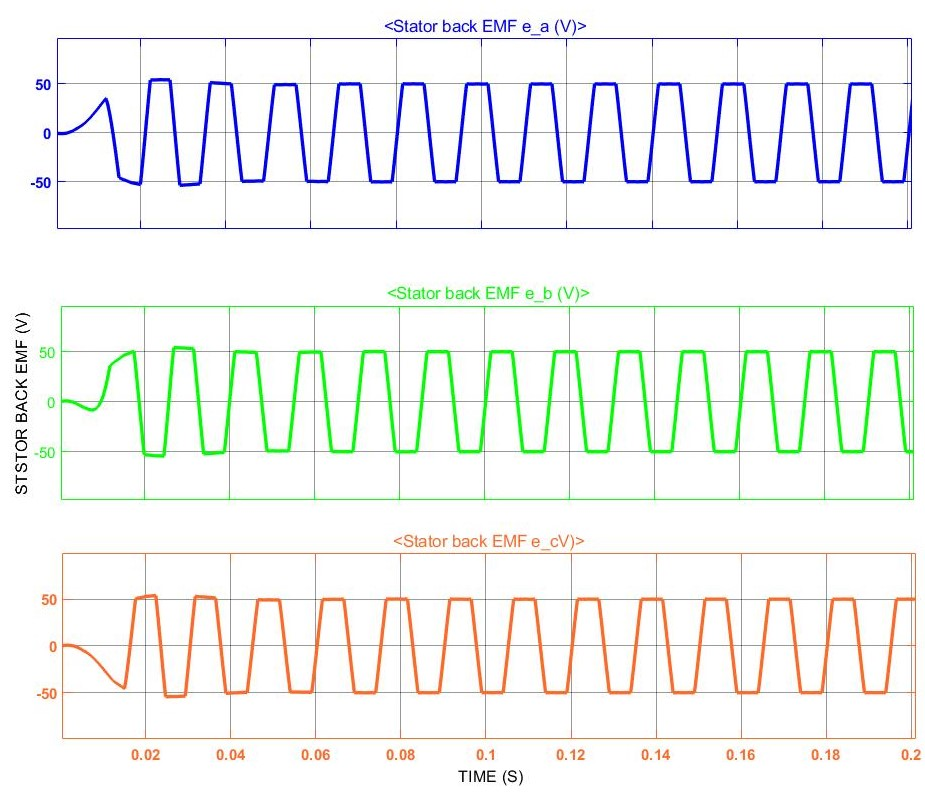 <Stator back EMF e_a (V)>
50
0
-50
<Stator back EMF e_b (V)>
STSTOR BACK EMF (V)
50
0
-50
<Stator back EMF e_cV)>
50
0
-50
0.02 0.04 0.06 0.08 0.1 0.12 0.14 0.16 0.18 0.2
TIME (S)